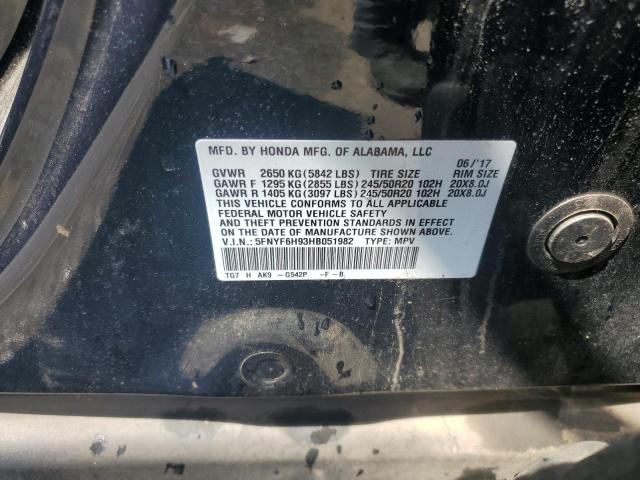 MFD. BY HONDA MFG. OF ALABAMA, LLC 06/'17
GVWR 2650 KG (5842 LBS) TIRE SIZE RIM SIZE
GAWR F 1295 KG (2855 LBS) 245/50R20 102H 20X8.0J
GAWR R 1405 KG (3097 LBS) 245/50R20 102H 20X8.0J
THIS VEHICLE CONFORMS TO ALL APPLICABLE
FEDERAL MOTOR VEHICLE SAFETY
AND THEFT PREVENTION STANDARDS IN EFFECT
ON THE DATE OF MANUFACTURE SHOWN ABOVE.
V.I.N.: 5FNYF6H93HB051982 TYPE: MPV
TG7 H AK9 -G542P -F-B